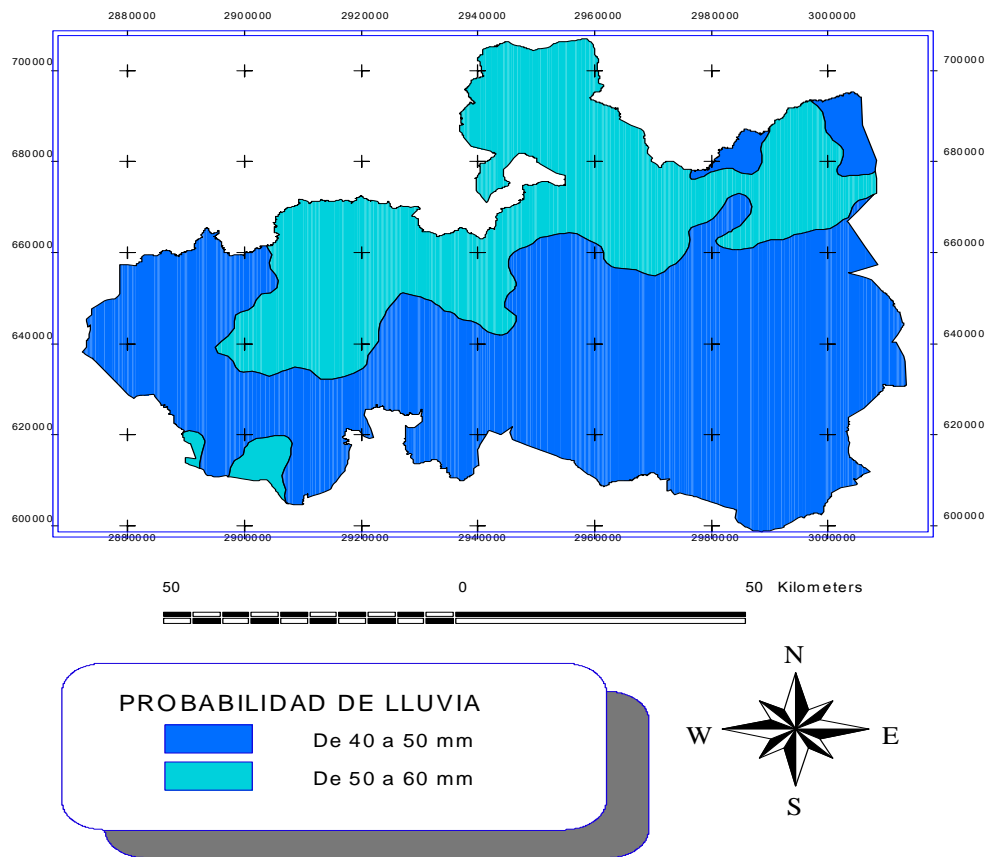 2880000 2900000 2920000 2940000 2960000 2980000 3000000
700000 700000
680000 680000
660000 660000
640000 640000
620000 620000
600000 600000
2880000 2900000 2920000 2940000 2960000 2980000 3000000
50 0 50 Kilometers
PROBABILIDAD DE LLUVIA
De 40 a 50 mm
De 50 a 60 mm
N
W E
S